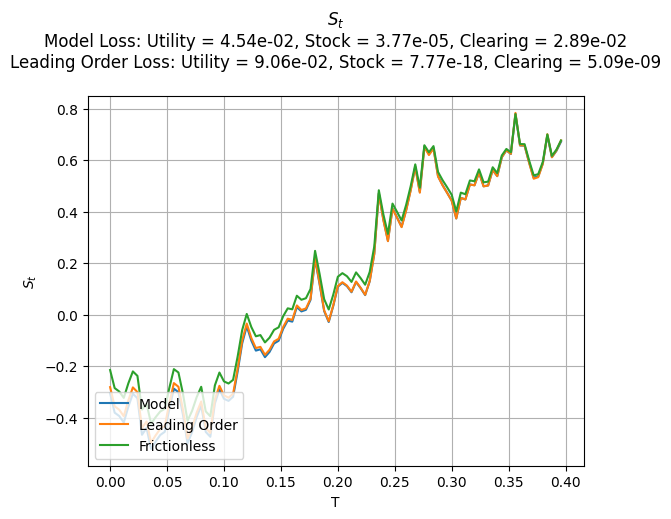 S_t
Model Loss: Utility = 4.54e-02, Stock = 3.77e-05, Clearing = 2.89e-02
Leading Order Loss: Utility = 9.06e-02, Stock = 7.77e-18, Clearing = 5.09e-09
0.8
0.6
0.4
0.2
0.0
−0.2
−0.4
S_t
Model
Leading Order
Frictionless
0.00 0.05 0.10 0.15 0.20 0.25 0.30 0.35 0.40
T